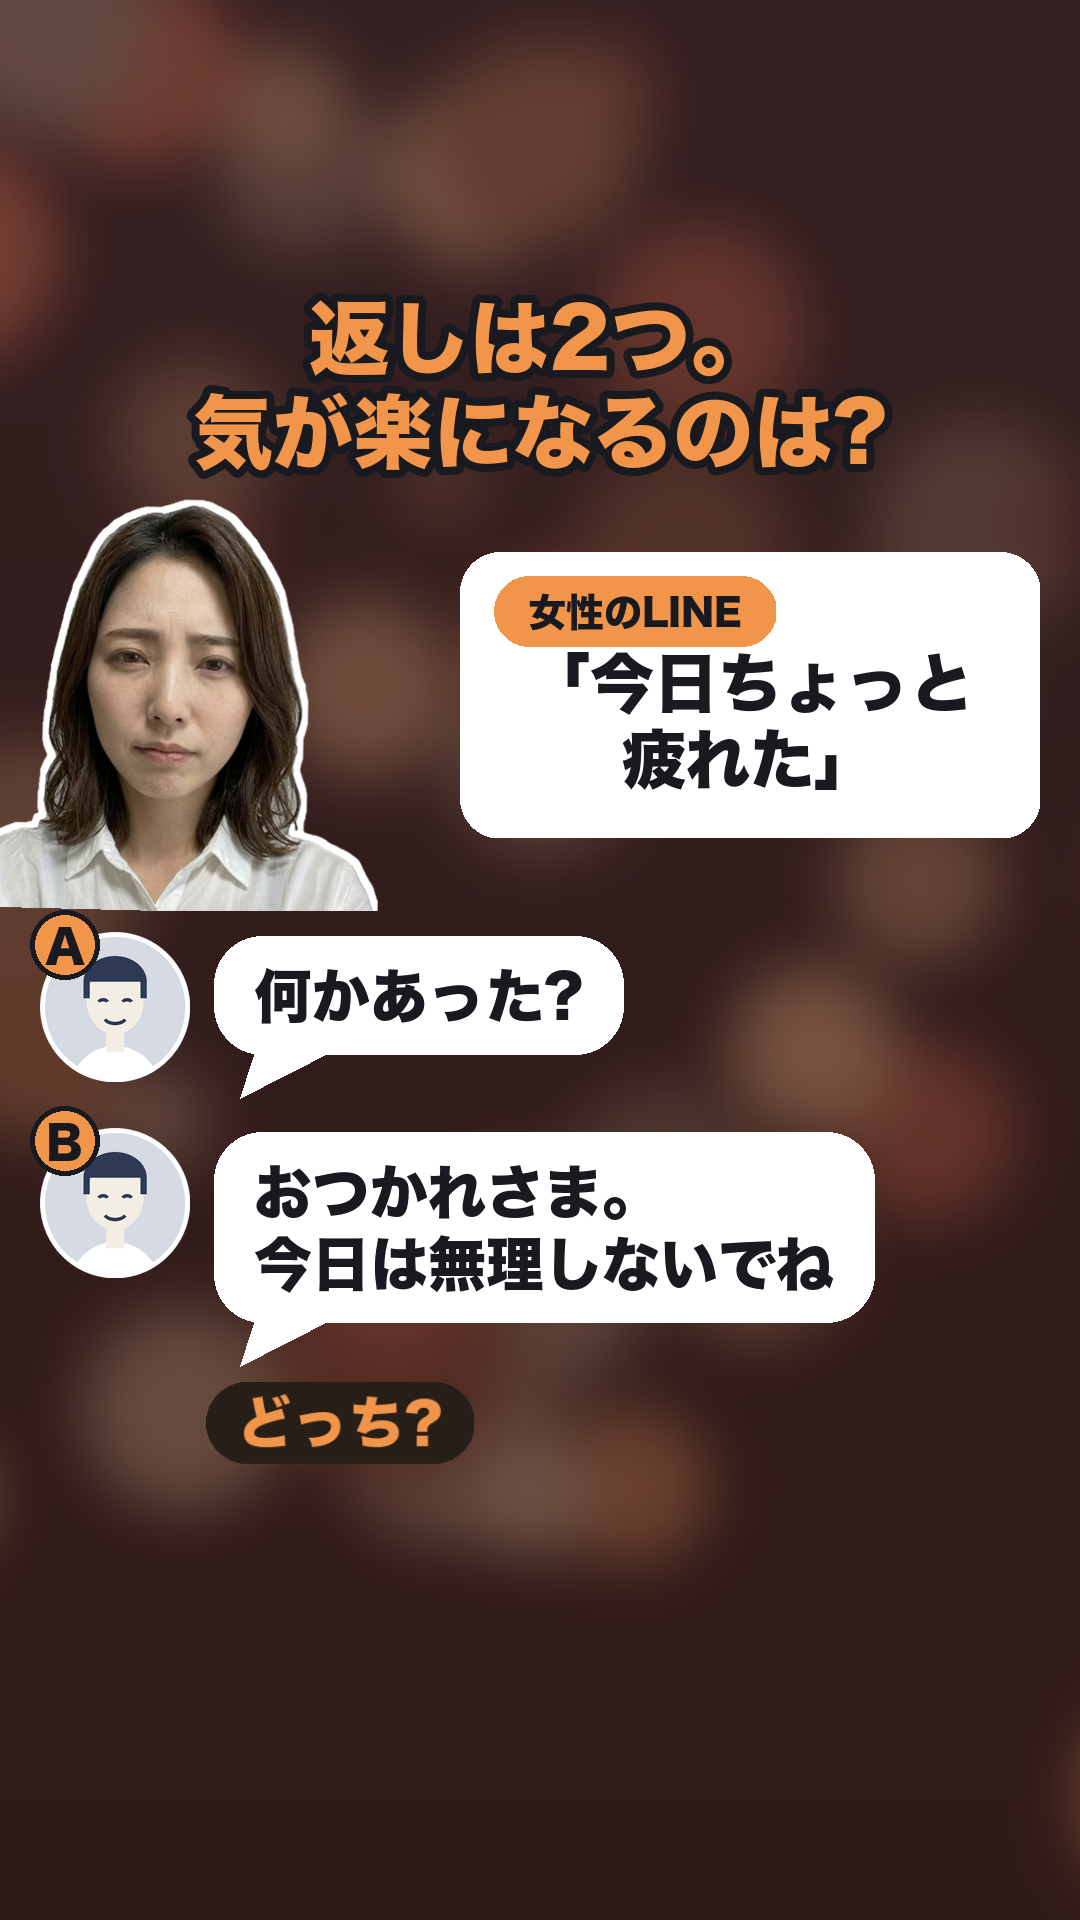 返しは2つ。
気が楽になるのは?
女性のLINE
「今日ちょっと
疲れた」
A
何かあった?
B
おつかれさま。
今日は無理しないでね
どっち?